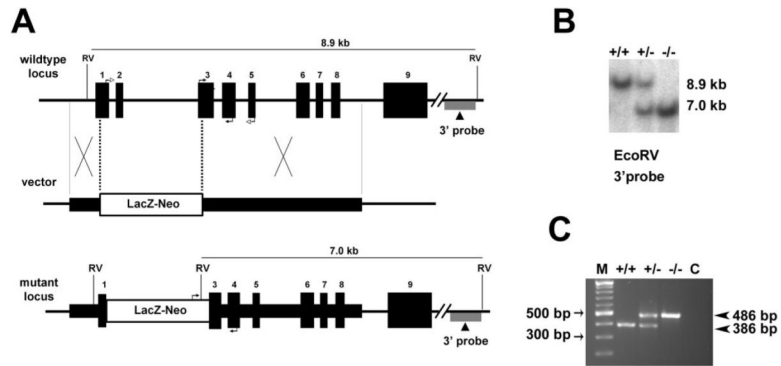 A
8.9 kb
wildtype locus
RV
1 2 3 4 5 6 7 8 9
RV
3' probe
vector
LacZ-Neo
7.0 kb
mutant locus
RV
1
RV
3 4 5 6 7 8 9
RV
LacZ-Neo
3' probe
B
+/+ +/- -/-
8.9 kb
7.0 kb
EcoRV
3'probe
C
M +/+ +/- -/- C
500 bp
300 bp
486 bp
386 bp